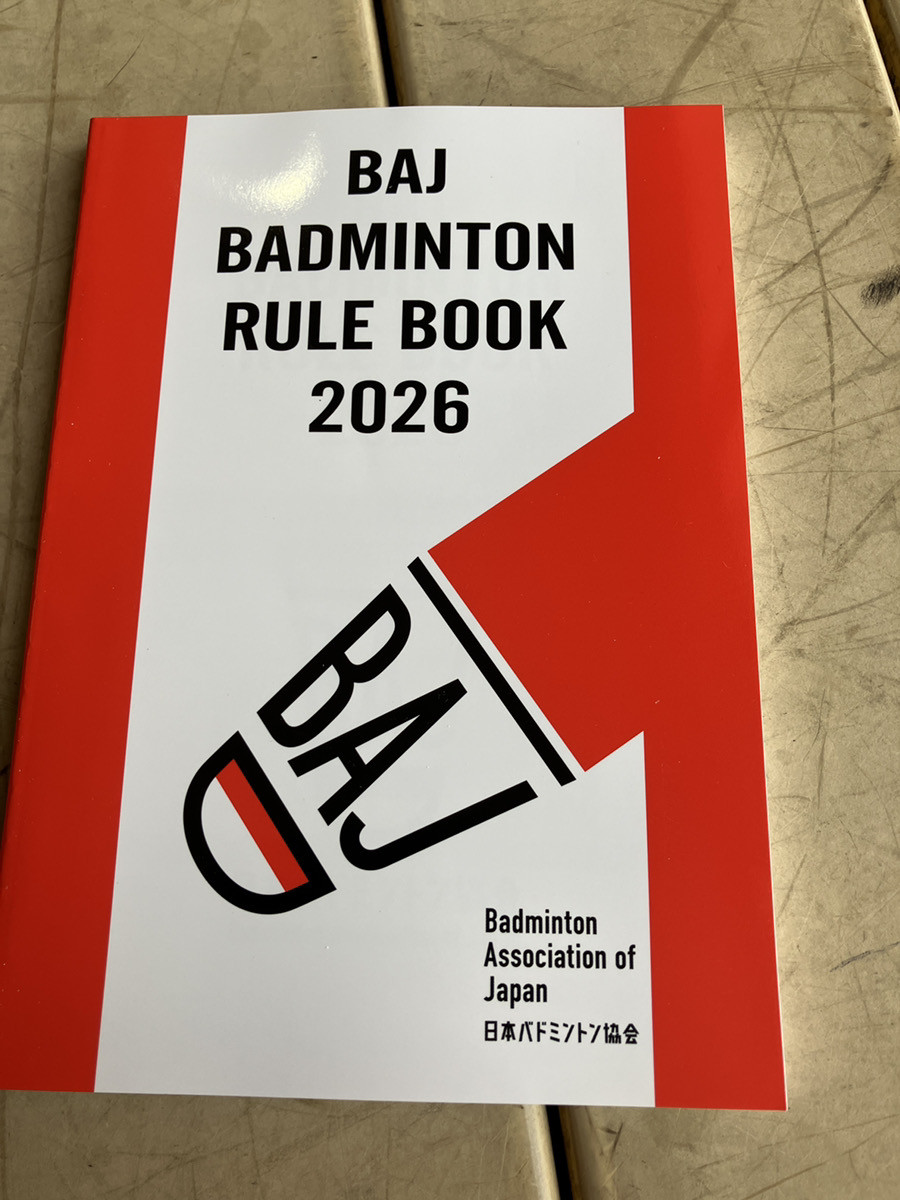 BAJ
BADMINTON
RULE BOOK
2026
BAJ
Badminton
Association of
Japan
日本バドミントン協会